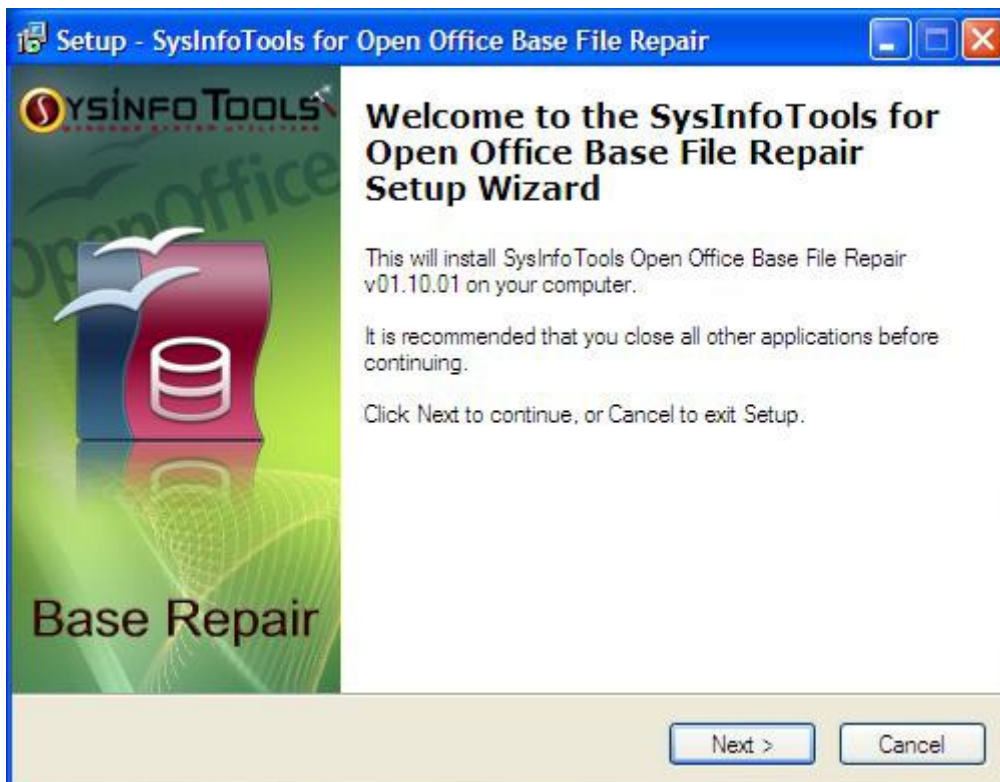 Setup - SysInfoTools for Open Office Base File Repair
SYSINFO TOOLS
OpenOffice
Base Repair
Welcome to the SysInfoTools for
Open Office Base File Repair
Setup Wizard
This will install SysInfoTools Open Office Base File Repair
v01.10.01 on your computer.
It is recommended that you close all other applications before
continuing.
Click Next to continue, or Cancel to exit Setup.
Next >
Cancel